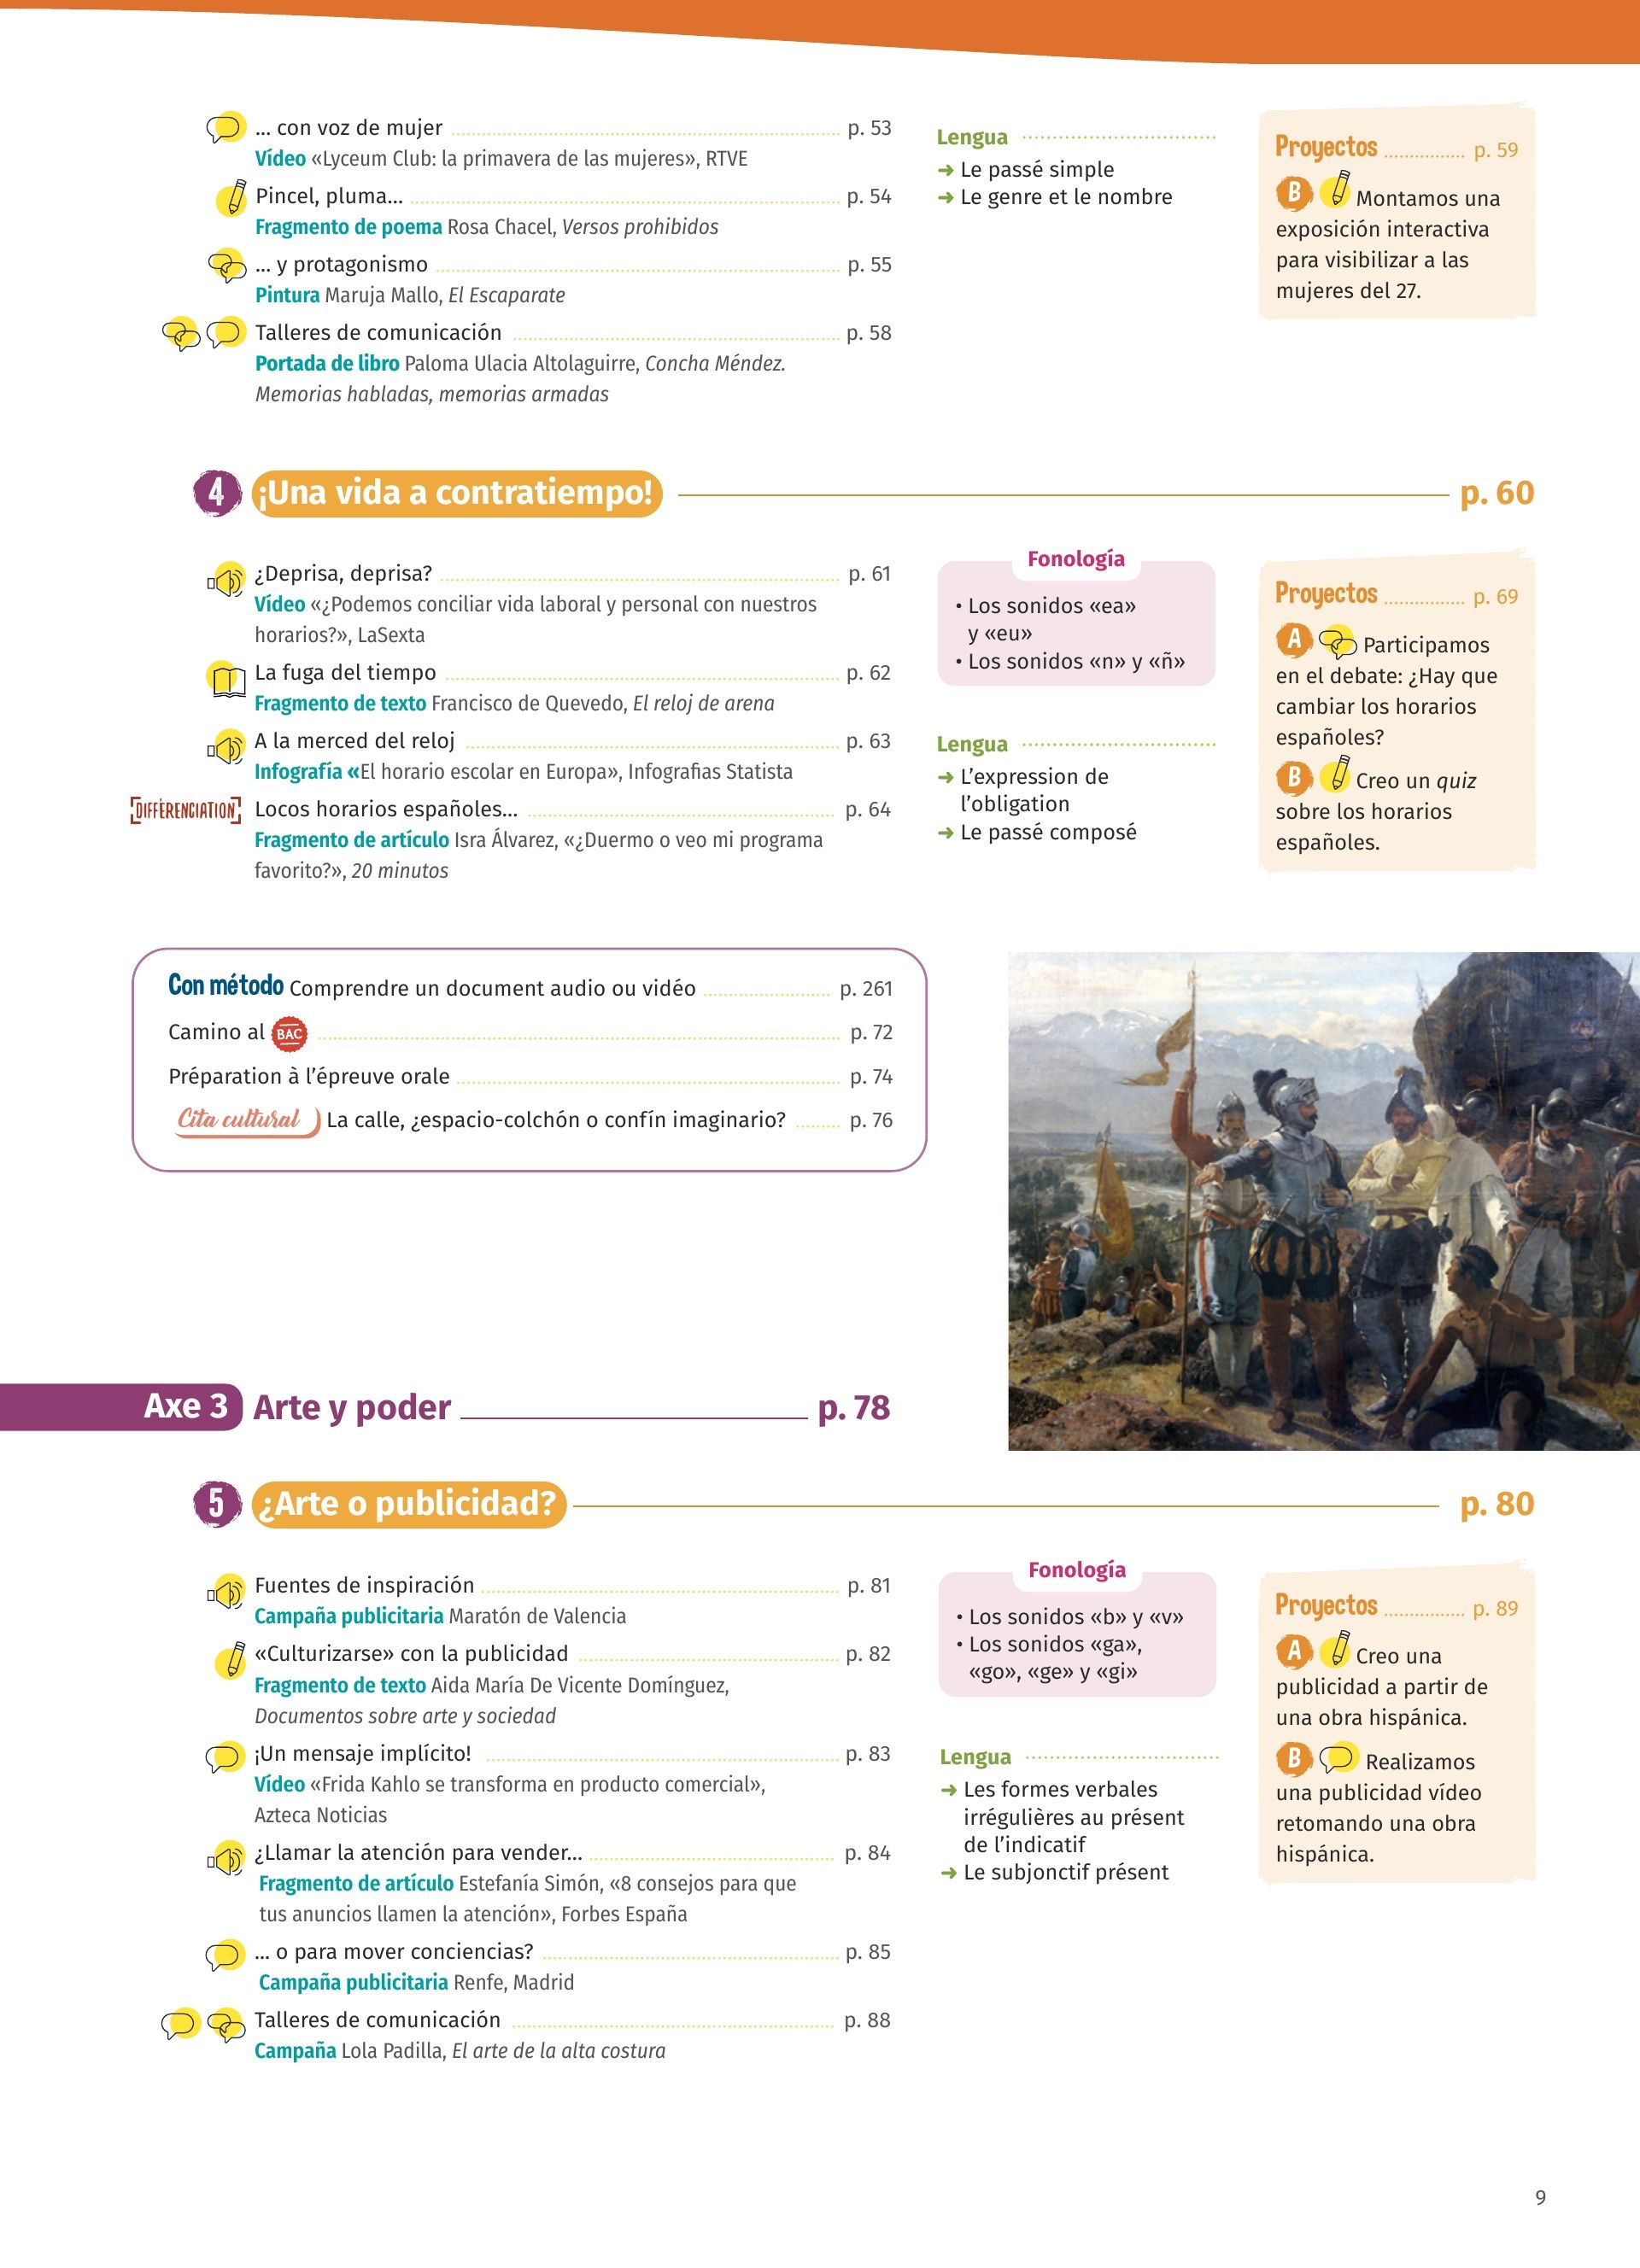 ... con voz de mujer ........ p. 53
Vídeo «Lyceum Club: la primavera de las mujeres», RTVE
Pincel, pluma... ........ p. 54
Fragmento de poema Rosa Chacel, Versos prohibidos
... y protagonismo ........ p. 55
Pintura Maruja Mallo, El Escaparate
Talleres de comunicación ........ p. 58
Portada de libro Paloma Ulacia Altolaguirre, Concha Méndez.
Memorias habladas, memorias armadas
Lengua
➜ Le passé simple
➜ Le genre et le nombre
Proyectos ........ p. 59
B Montamos una
exposición interactiva
para visibilizar a las
mujeres del 27.
4 ¡Una vida a contratiempo! p. 60
¿Deprisa, deprisa? ........ p. 61
Vídeo «¿Podemos conciliar vida laboral y personal con nuestros
horarios?», LaSexta
La fuga del tiempo ........ p. 62
Fragmento de texto Francisco de Quevedo, El reloj de arena
A la merced del reloj ........ p. 63
Infografía «El horario escolar en Europa», Infografias Statista
DIFFÉRENCIATION Locos horarios españoles... ........ p. 64
Fragmento de artículo Isra Álvarez, «¿Duermo o veo mi programa
favorito?», 20 minutos
Fonología
• Los sonidos «ea»
y «eu»
• Los sonidos «n» y «ñ»
Lengua
➜ L’expression de
l’obligation
➜ Le passé composé
Proyectos ........ p. 69
A Participamos
en el debate: ¿Hay que
cambiar los horarios
españoles?
B Creo un quiz
sobre los horarios
españoles.
Con método Comprendre un document audio ou vidéo ........ p. 261
Camino al BAC ........ p. 72
Préparation à l’épreuve orale ........ p. 74
Cita cultural La calle, ¿espacio-colchón o confín imaginario? ........ p. 76
Axe 3 Arte y poder p. 78
5 ¿Arte o publicidad? p. 80
Fuentes de inspiración ........ p. 81
Campaña publicitaria Maratón de Valencia
«Culturizarse» con la publicidad ........ p. 82
Fragmento de texto Aida María De Vicente Domínguez,
Documentos sobre arte y sociedad
¡Un mensaje implícito! ........ p. 83
Vídeo «Frida Kahlo se transforma en producto comercial»,
Azteca Noticias
¿Llamar la atención para vender... ........ p. 84
Fragmento de artículo Estefanía Simón, «8 consejos para que
tus anuncios llamen la atención», Forbes España
... o para mover conciencias? ........ p. 85
Campaña publicitaria Renfe, Madrid
Talleres de comunicación ........ p. 88
Campaña Lola Padilla, El arte de la alta costura
Fonología
• Los sonidos «b» y «v»
• Los sonidos «ga»,
«go», «ge» y «gi»
Lengua
➜ Les formes verbales
irrégulières au présent
de l’indicatif
➜ Le subjonctif présent
Proyectos ........ p. 89
A Creo una
publicidad a partir de
una obra hispánica.
B Realizamos
una publicidad vídeo
retomando una obra
hispánica.
9